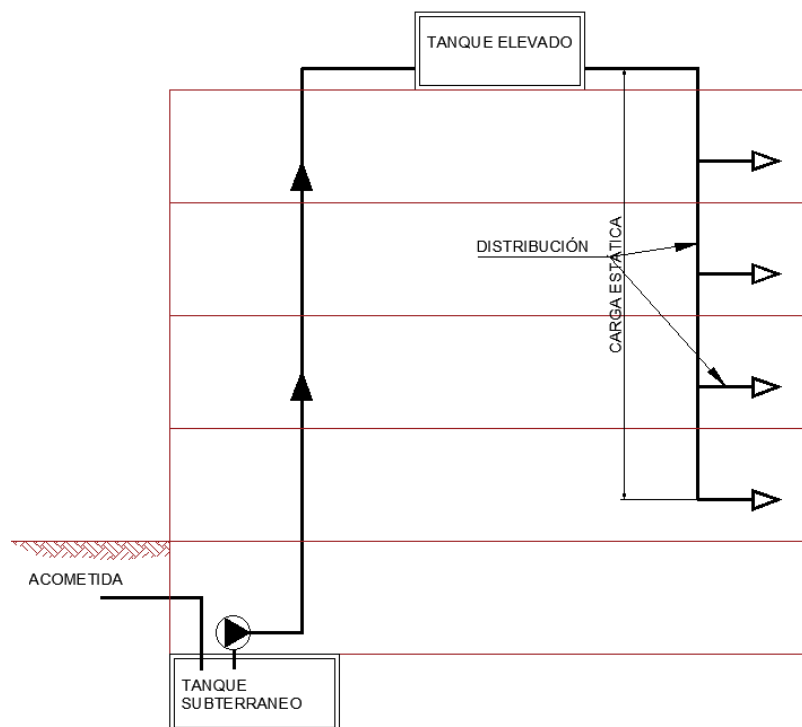 TANQUE ELEVADO
DISTRIBUCIÓN
CARGA ESTÁTICA
ACOMETIDA
TANQUE
SUBTERRANEO